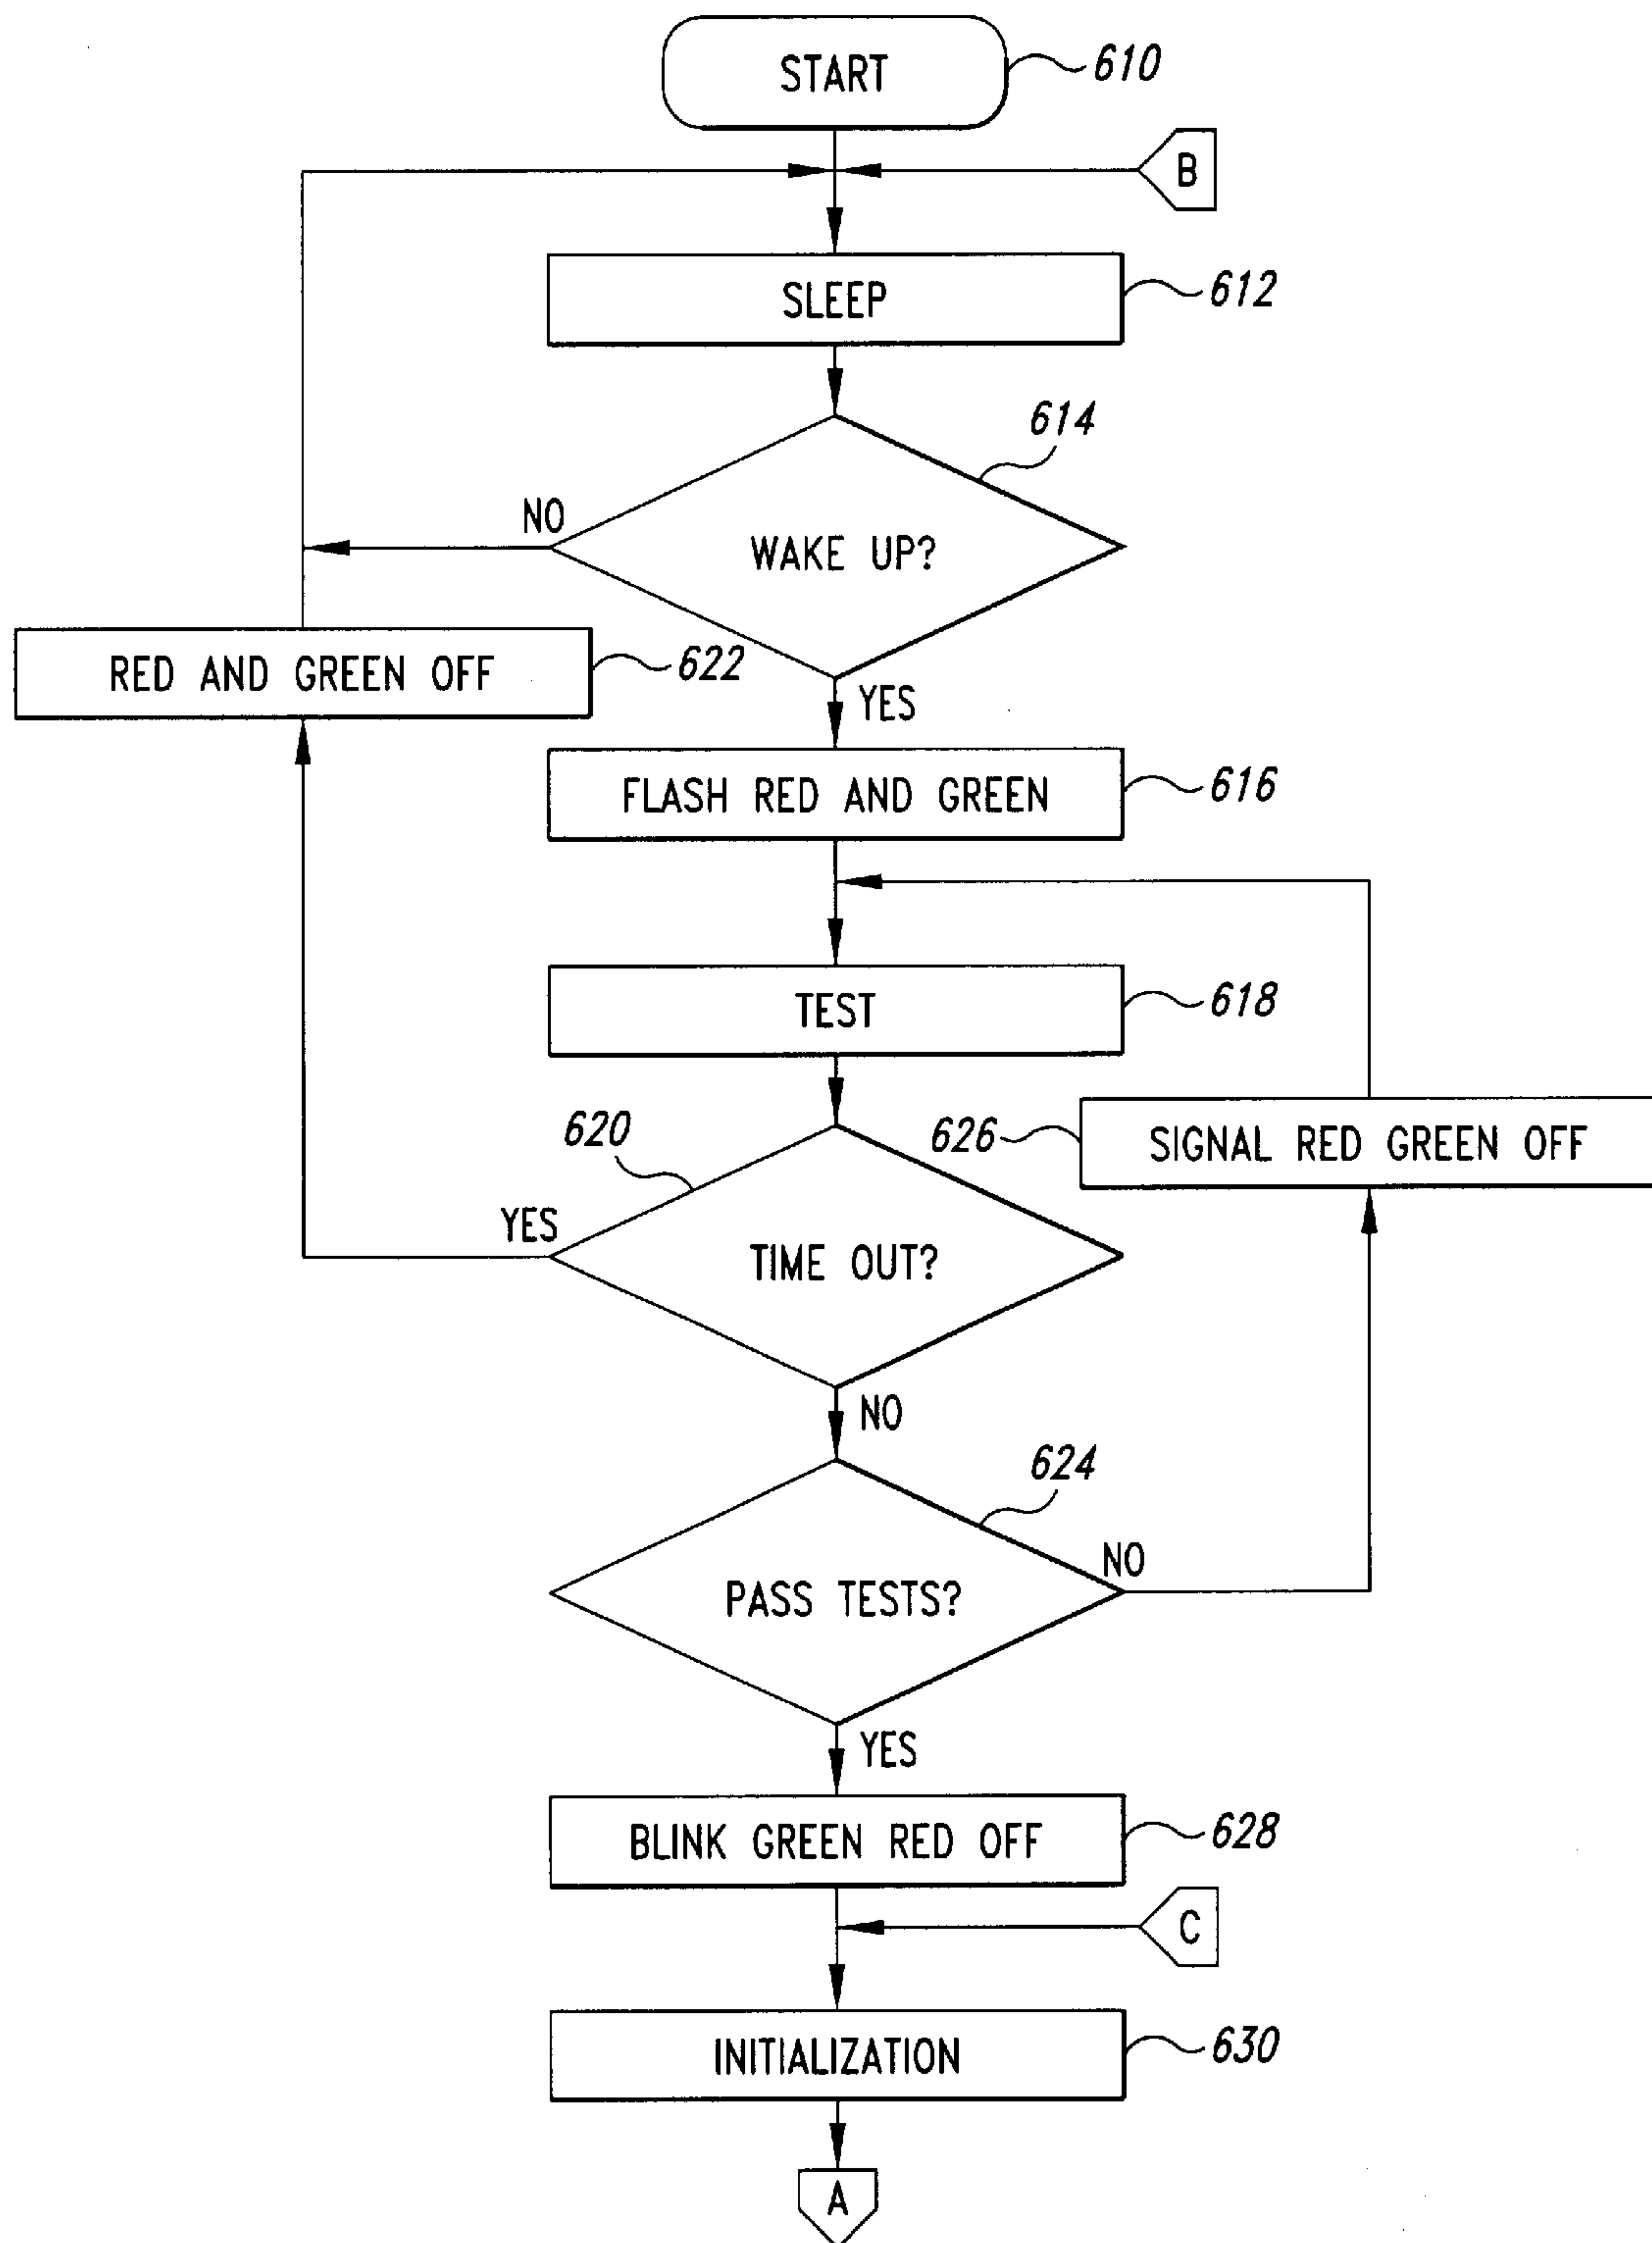 START
610
B
SLEEP
612
614
NO
WAKE UP?
RED AND GREEN OFF
622
YES
FLASH RED AND GREEN
616
TEST
618
620
626
SIGNAL RED GREEN OFF
YES
TIME OUT?
NO
624
NO
PASS TESTS?
YES
BLINK GREEN RED OFF
628
C
INITIALIZATION
630
A